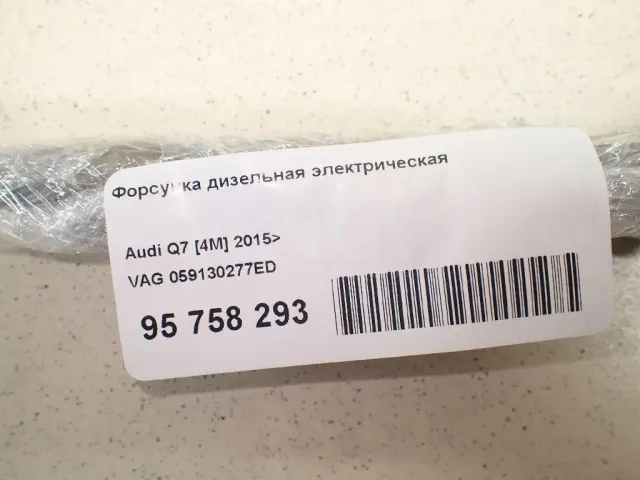 Форсунка дизельная электрическая
Audi Q7 [4M] 2015>
VAG 059130277ED
95 758 293